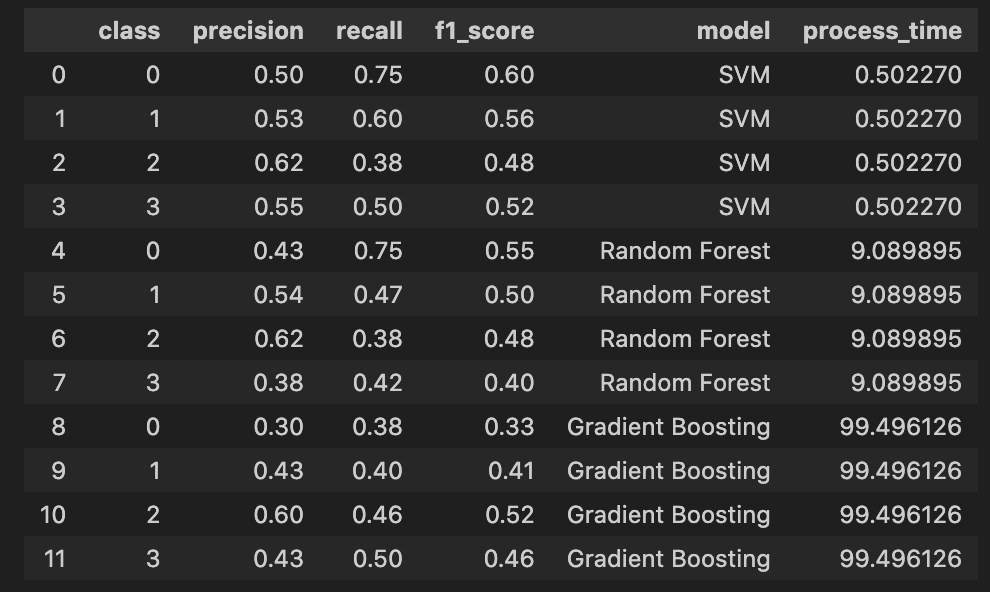 class precision recall f1_score model process_time
0 0 0.50 0.75 0.60 SVM 0.502270
1 1 0.53 0.60 0.56 SVM 0.502270
2 2 0.62 0.38 0.48 SVM 0.502270
3 3 0.55 0.50 0.52 SVM 0.502270
4 0 0.43 0.75 0.55 Random Forest 9.089895
5 1 0.54 0.47 0.50 Random Forest 9.089895
6 2 0.62 0.38 0.48 Random Forest 9.089895
7 3 0.38 0.42 0.40 Random Forest 9.089895
8 0 0.30 0.38 0.33 Gradient Boosting 99.496126
9 1 0.43 0.40 0.41 Gradient Boosting 99.496126
10 2 0.60 0.46 0.52 Gradient Boosting 99.496126
11 3 0.43 0.50 0.46 Gradient Boosting 99.496126